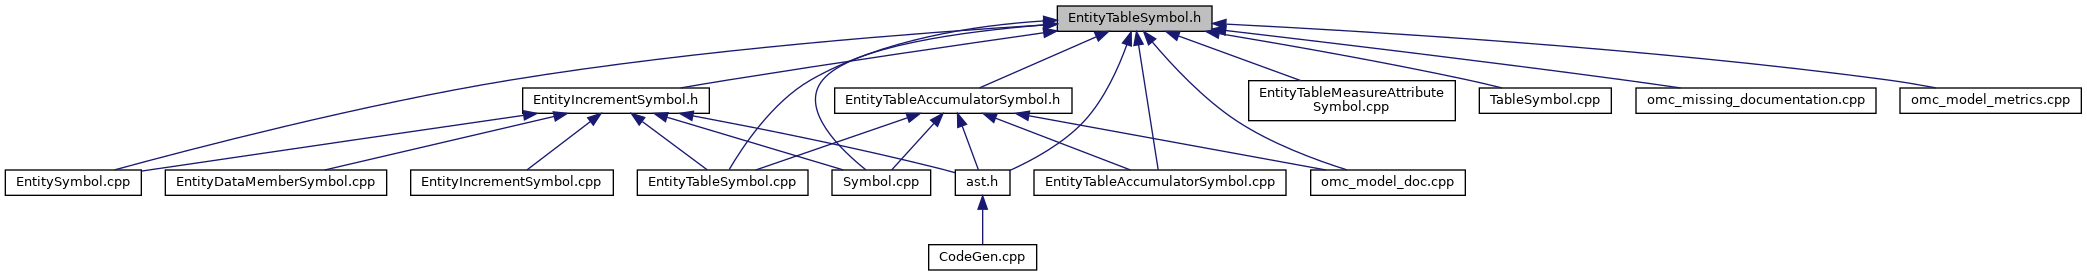 EntityTableSymbol.h
EntityIncrementSymbol.h
EntityTableAccumulatorSymbol.h
EntityTableMeasureAttribute
Symbol.cpp
TableSymbol.cpp
omc_missing_documentation.cpp
omc_model_metrics.cpp
EntitySymbol.cpp
EntityDataMemberSymbol.cpp
EntityIncrementSymbol.cpp
EntityTableSymbol.cpp
Symbol.cpp
ast.h
EntityTableAccumulatorSymbol.cpp
omc_model_doc.cpp
CodeGen.cpp